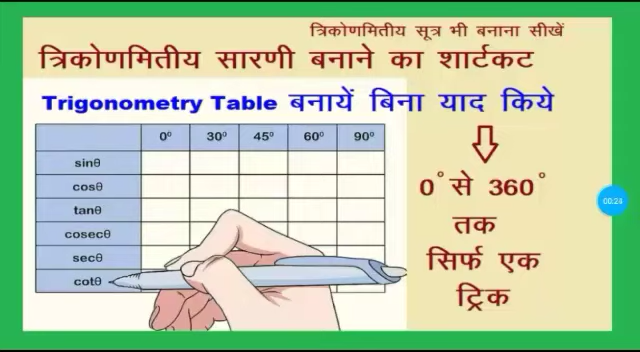 त्रिकोणमितीय सूत्र भी बनाना सीखें
त्रिकोणमितीय सारणी बनाने का शार्टकट
Trigonometry Table बनायें बिना याद किये
0° 30° 45° 60° 90°
sinθ
cosθ
tanθ
cosecθ
secθ
cotθ
0° से 360°
तक
सिर्फ एक
ट्रिक
00:24